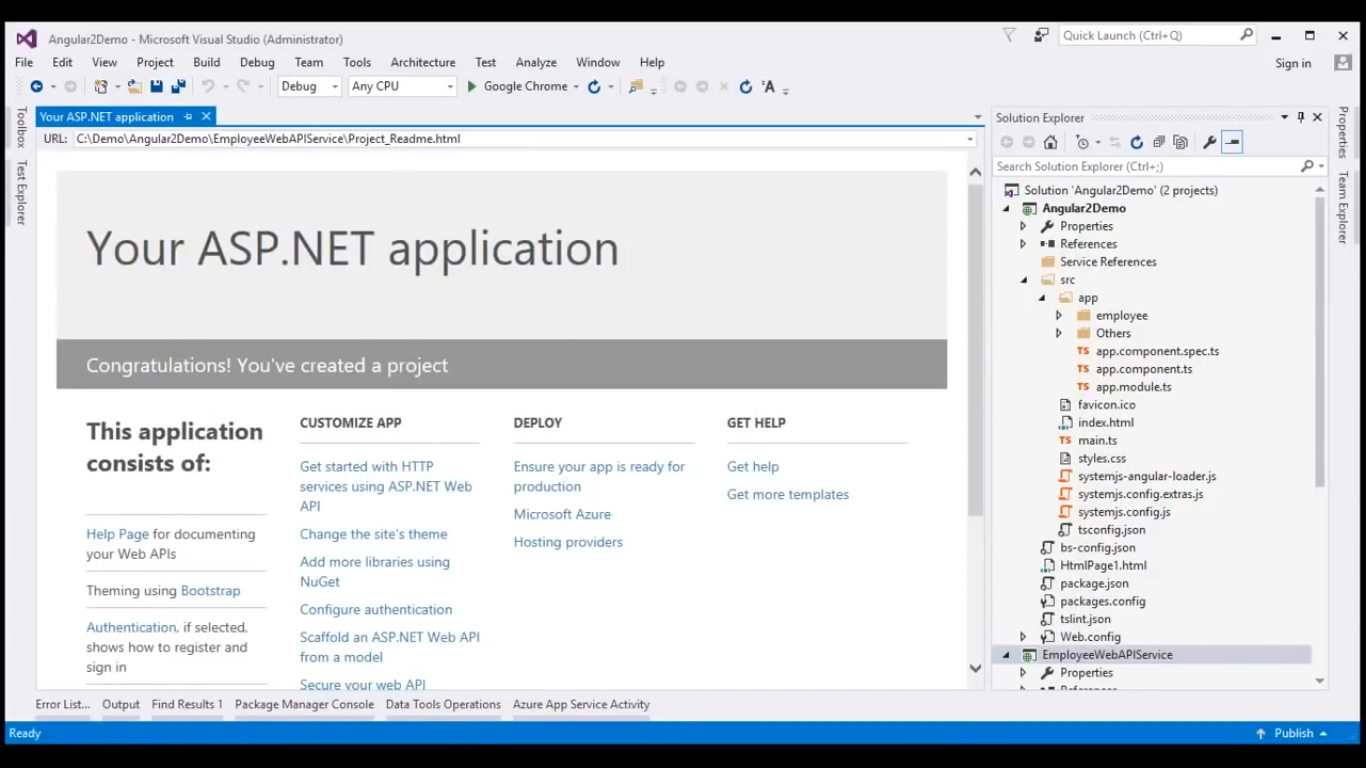 Angular2Demo - Microsoft Visual Studio (Administrator)
Quick Launch (Ctrl+Q)
File Edit View Project Build Debug Team Tools Architecture Test Analyze Window Help
Sign in
Debug Any CPU Google Chrome
Toolbox
Test Explorer
Your ASP.NET application
URL: C:\Demo\Angular2Demo\EmployeeWebAPIService\Project_Readme.html
Your ASP.NET application
Congratulations! You've created a project
This application
consists of:
Help Page for documenting
your Web APIs
Theming using Bootstrap
Authentication, if selected,
shows how to register and
sign in
CUSTOMIZE APP
Get started with HTTP
services using ASP.NET Web
API
Change the site's theme
Add more libraries using
NuGet
Configure authentication
Scaffold an ASP.NET Web API
from a model
Secure your web API
DEPLOY
Ensure your app is ready for
production
Microsoft Azure
Hosting providers
GET HELP
Get help
Get more templates
Solution Explorer
Search Solution Explorer (Ctrl+;)
Solution 'Angular2Demo' (2 projects)
Angular2Demo
Properties
References
Service References
src
app
employee
Others
TS app.component.spec.ts
TS app.component.ts
TS app.module.ts
favicon.ico
index.html
TS main.ts
styles.css
systemjs-angular-loader.js
systemjs.config.extras.js
systemjs.config.js
tsconfig.json
bs-config.json
HtmlPage1.html
package.json
packages.config
tslint.json
Web.config
EmployeeWebAPIService
Properties
References
Properties
Team Explorer
Error List... Output Find Results 1 Package Manager Console Data Tools Operations Azure App Service Activity
Ready
Publish